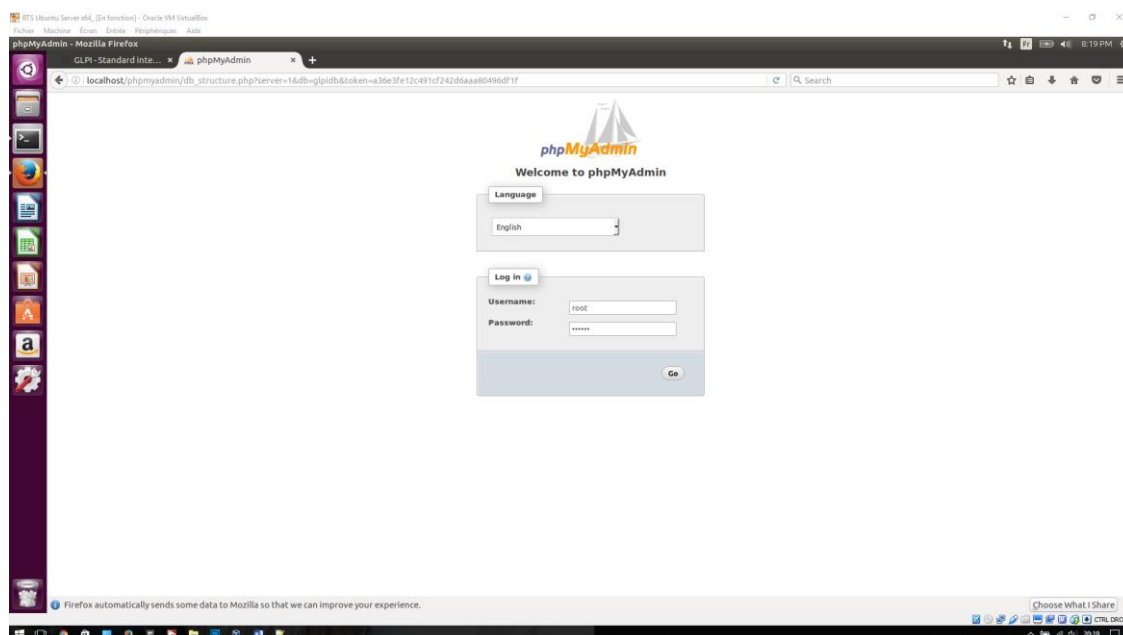 BTS Ubuntu Server x64_ [En fonction] - Oracle VM VirtualBox
Fichier Machine Écran Entrée Périphériques Aide
phpMyAdmin - Mozilla Firefox
Fr 8:19 PM
GLPI - Standard inte... × phpMyAdmin × +
localhost/phpmyadmin/db_structure.php?server=1&db=glpidb&token=a36e3fe12c491cf242d6aaa80496df1f
Search
phpMyAdmin
Welcome to phpMyAdmin
Language
English
Log in
Username:
root
Password:
••••••
Go
Firefox automatically sends some data to Mozilla so that we can improve your experience.
Choose What I Share